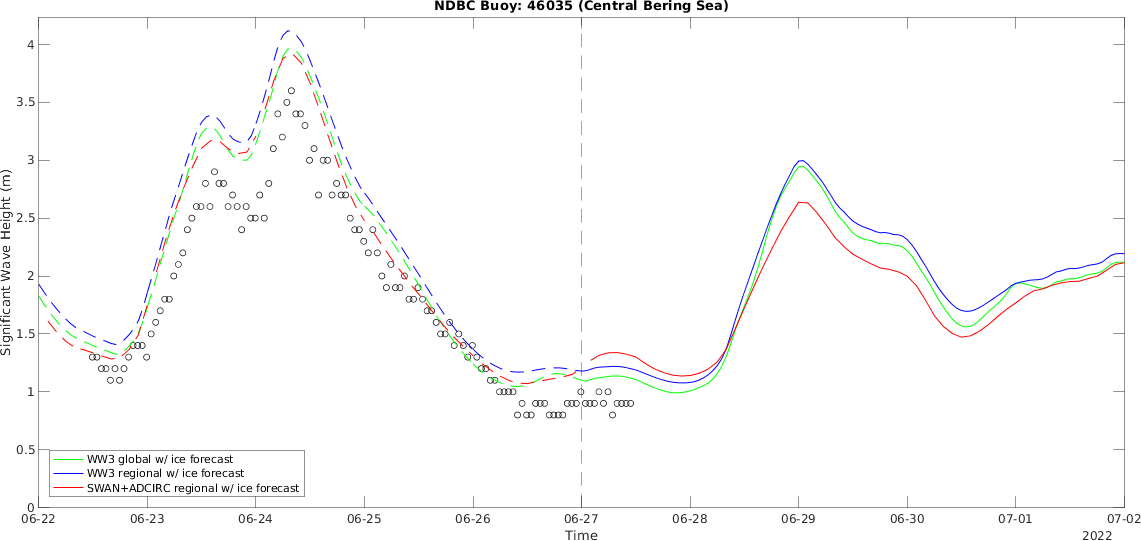 NDBC Buoy: 46035 (Central Bering Sea)
Significant Wave Height (m)
4
3.5
3
2.5
2
1.5
1
0.5
0
WW3 global w/ ice forecast
WW3 regional w/ ice forecast
SWAN+ADCIRC regional w/ ice forecast
06-22 06-23 06-24 06-25 06-26 06-27 06-28 06-29 06-30 07-01 07-02
Time
2022